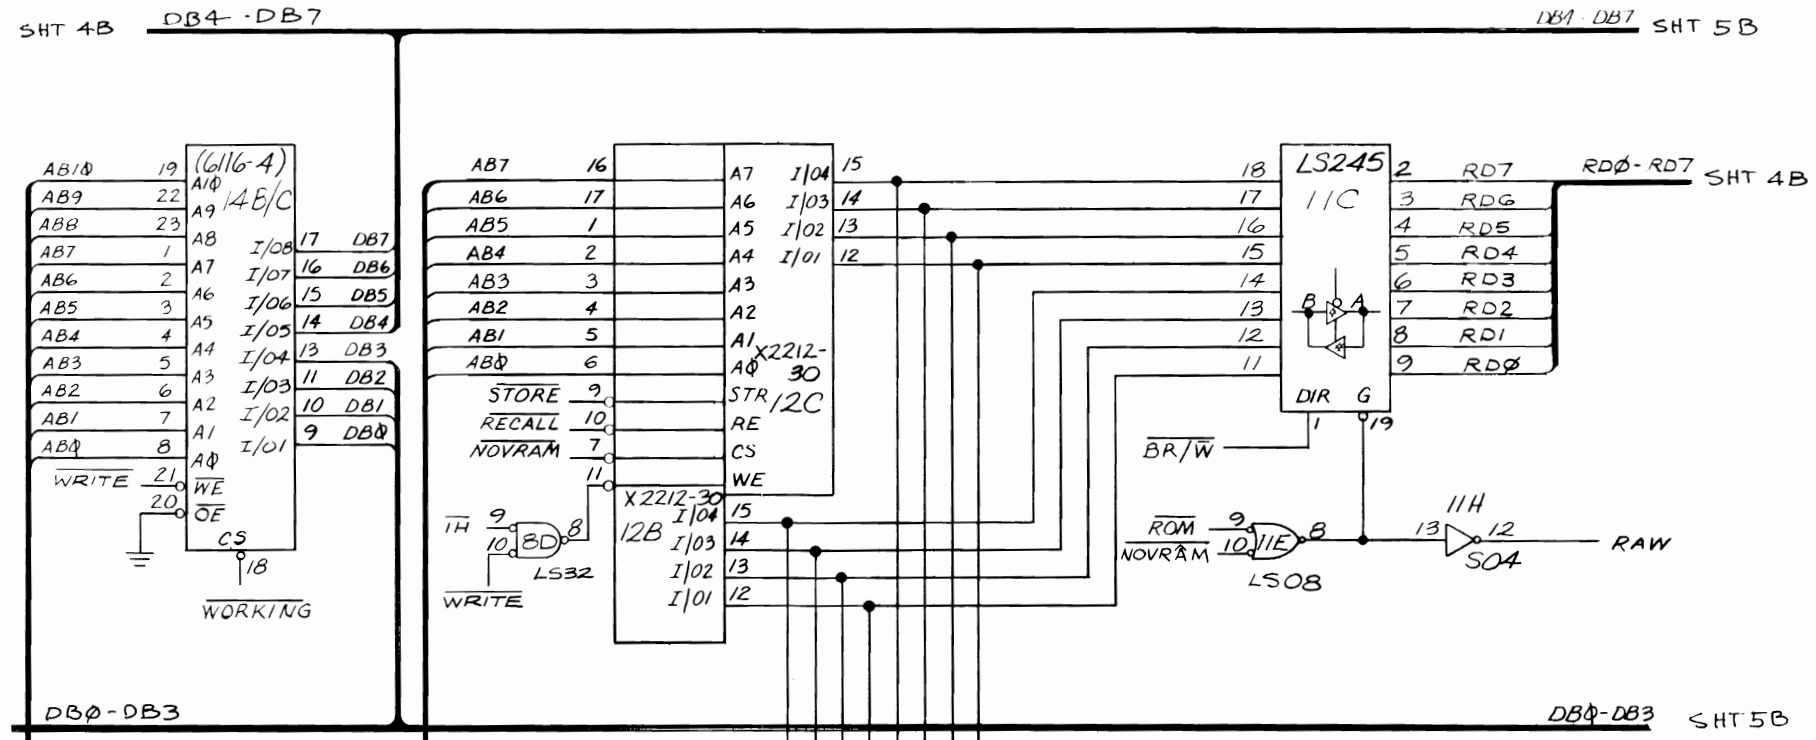 SHT 4B
DB4 - DB7
DB4 - DB7
SHT 5B
(6116-4)
14B/C
AB10 19 A10
AB9 22 A9
AB8 23 A8
AB7 1 A7
AB6 2 A6
AB5 3 A5
AB4 4 A4
AB3 5 A3
AB2 6 A2
AB1 7 A1
AB0 8 A0
WRITE 21 WE
20 OE
CS
18
WORKING
I/08 17 DB7
I/07 16 DB6
I/06 15 DB5
I/05 14 DB4
I/04 13 DB3
I/03 11 DB2
I/02 10 DB1
I/01 9 DB0
AB7 16 A7
AB6 17 A6
AB5 1 A5
AB4 2 A4
AB3 3 A3
AB2 4 A2
AB1 5 A1
AB0 6 A0
STORE 9 STR
RECALL 10 RE
NOVRAM 7 CS
11 WE
X2212-
30
12C
I/04 15
I/03 14
I/02 13
I/01 12
1H 9
10
8D
8
LS32
WRITE
X2212-30
12B
I/04 15
I/03 14
I/02 13
I/01 12
LS245
11C
18 2 RD7
17 3 RD6
16 4 RD5
15 5 RD4
14 6 RD3
13 7 RD2
12 8 RD1
11 9 RD0
B A
DIR G
1 19
BR/W
RDØ-RD7
SHT 4B
ROM 9
NOVRAM 10
11E
8
LS08
11H
13 12
S04
RAW
DBØ-DB3
DBØ-DB3
SHT 5B